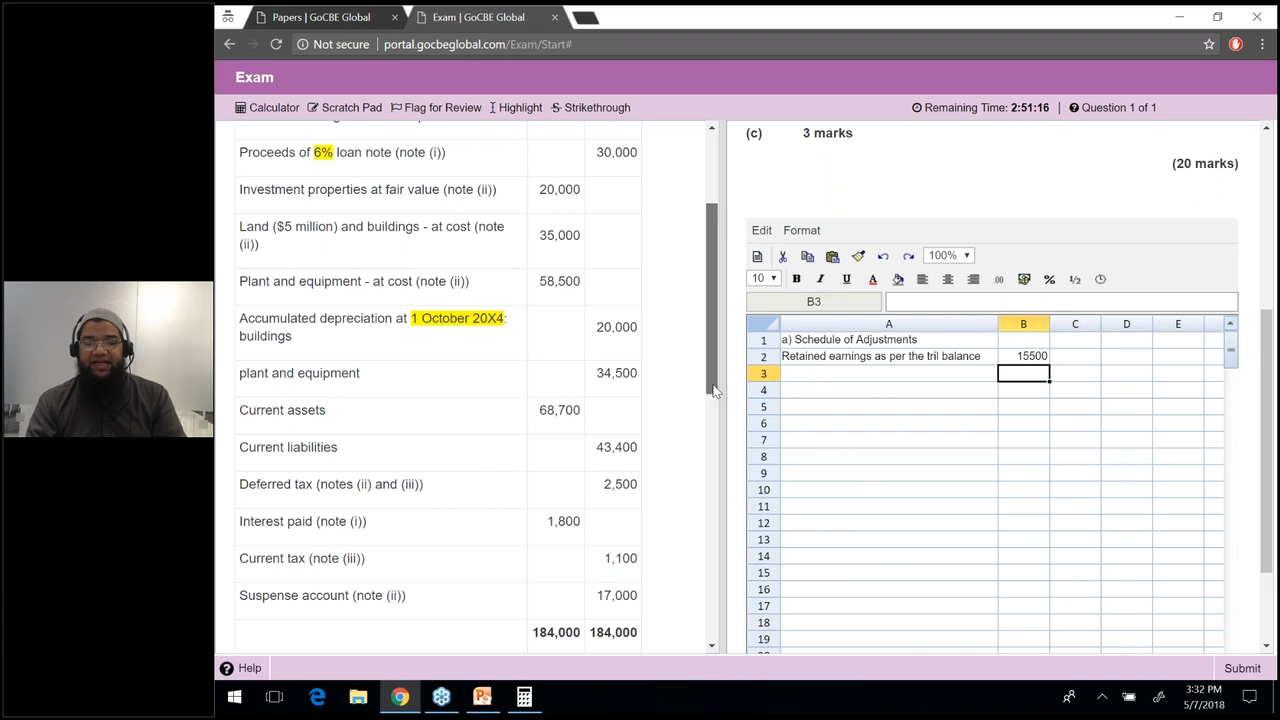 Papers | GoCBE Global
Exam | GoCBE Global
Not secure
portal.gocbeglobal.com/Exam/Start#
Exam
Calculator
Scratch Pad
Flag for Review
Highlight
Strikethrough
Remaining Time: 2:51:16
Question 1 of 1
Proceeds of 6% loan note (note (i)) 30,000
Investment properties at fair value (note (ii)) 20,000
Land ($5 million) and buildings - at cost (note
(ii)) 35,000
Plant and equipment - at cost (note (ii)) 58,500
Accumulated depreciation at 1 October 20X4:
buildings 20,000
plant and equipment 34,500
Current assets 68,700
Current liabilities 43,400
Deferred tax (notes (ii) and (iii)) 2,500
Interest paid (note (i)) 1,800
Current tax (note (iii)) 1,100
Suspense account (note (ii)) 17,000
184,000 184,000
(c) 3 marks
(20 marks)
Edit Format
100%
10 B I U A .00 % 1/2
B3
A B C D E
1 a) Schedule of Adjustments
2 Retained earnings as per the tril balance 15500
3
4
5
6
7
8
9
10
11
12
13
14
15
16
17
18
19
Help
Submit
3:32 PM
5/7/2018